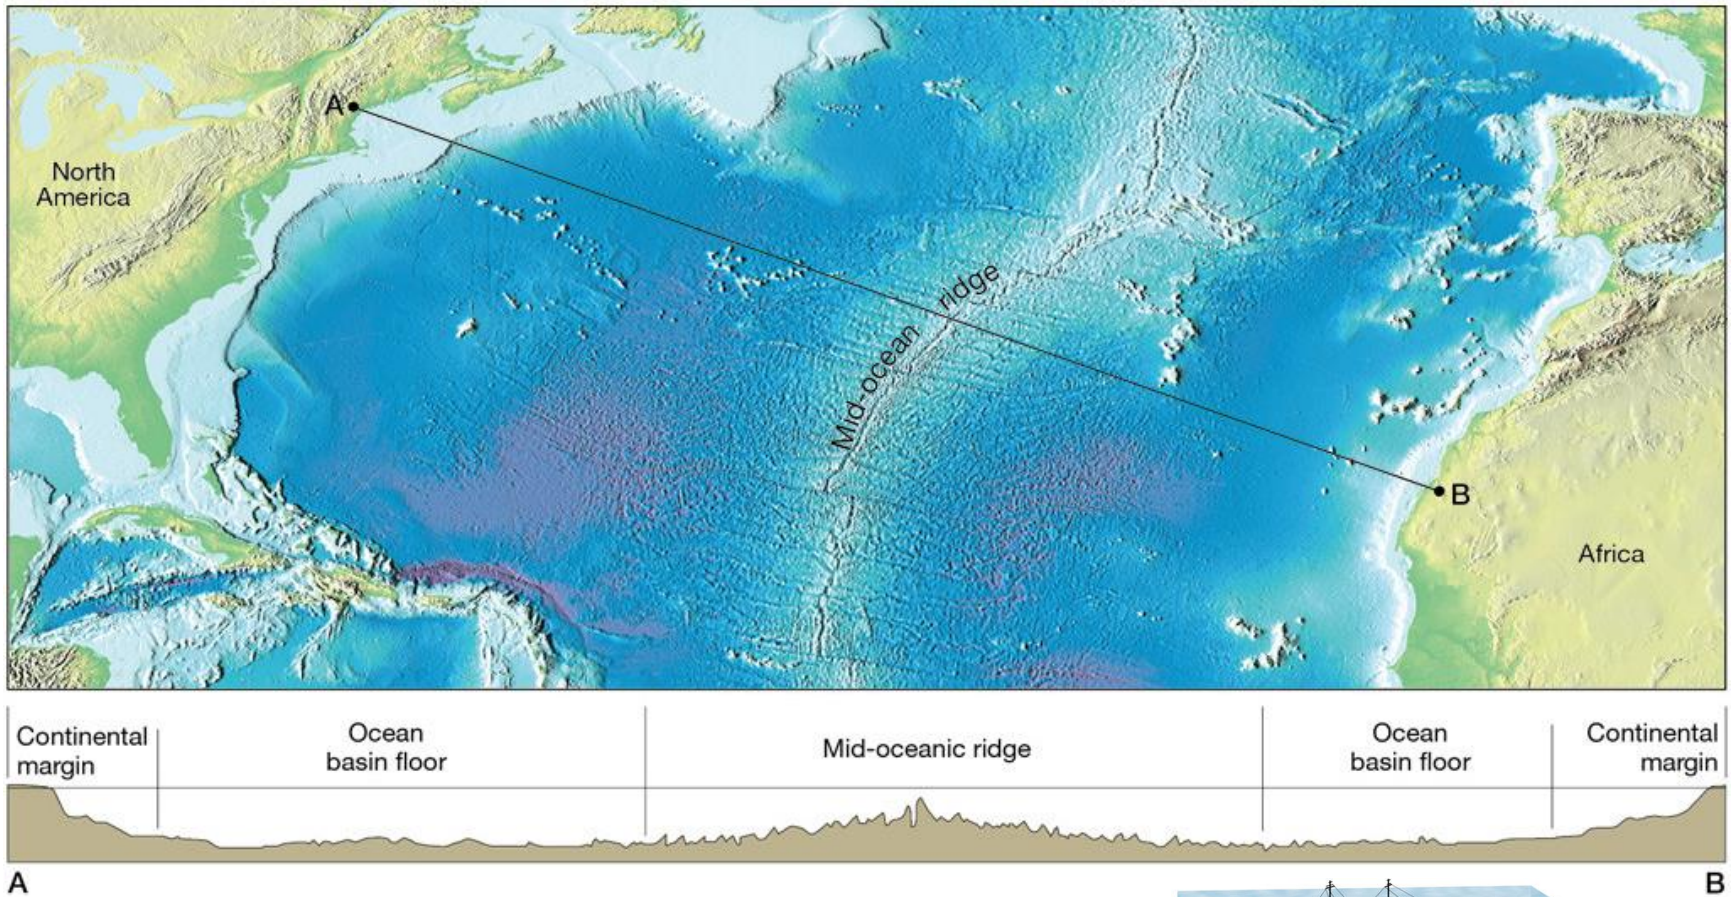 A
North
America
Mid-ocean ridge
B
Africa
Continental
margin
Ocean
basin floor
Mid-oceanic ridge
Ocean
basin floor
Continental
margin
A
B